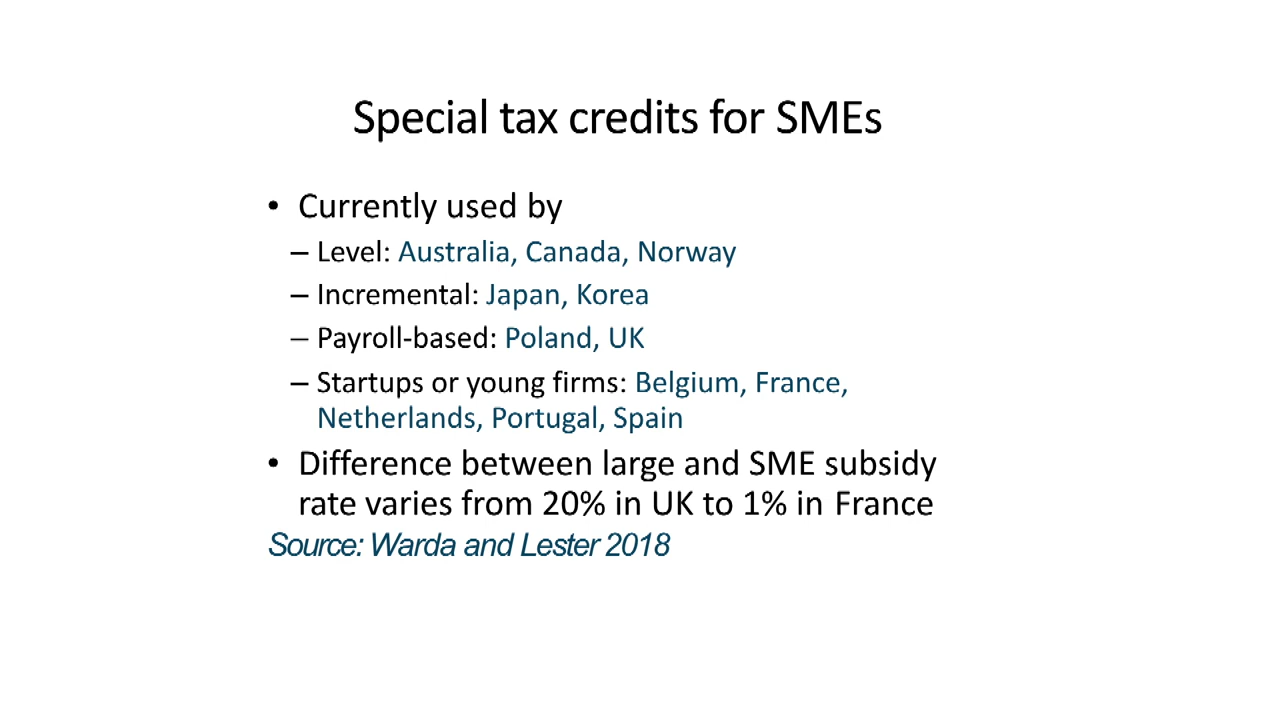 Special tax credits for SMEs
• Currently used by
– Level: Australia, Canada, Norway
– Incremental: Japan, Korea
– Payroll-based: Poland, UK
– Startups or young firms: Belgium, France,
Netherlands, Portugal, Spain
• Difference between large and SME subsidy
rate varies from 20% in UK to 1% in France
Source: Warda and Lester 2018